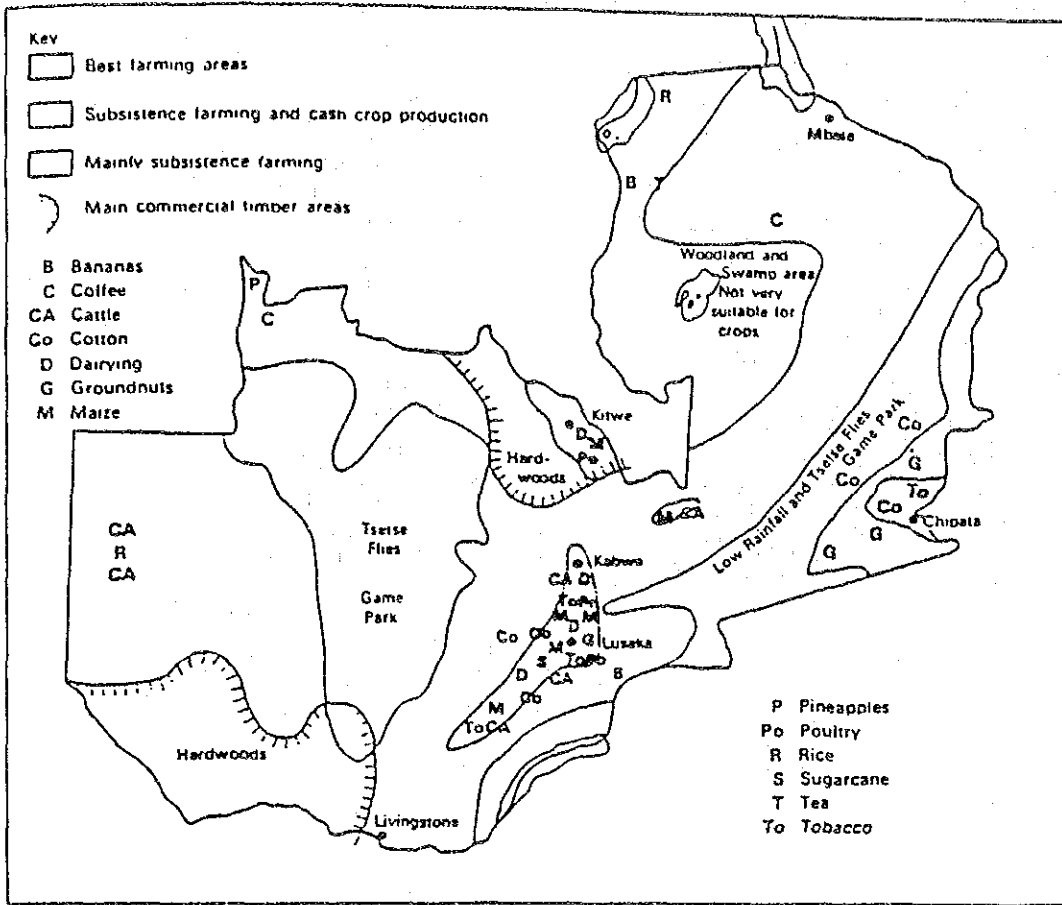 Key
Best farming areas
Subsistence farming and cash crop production
Mainly subsistence farming
Main commercial timber areas
B Bananas
C Coffee
CA Cattle
Co Cotton
D Dairying
G Groundnuts
M Maize
P
C
R
Mbala
B
T
C
Woodland and
Swamp area
Not very
suitable for
crops
Kitwe
D
Hard-
woods
Po
M CA
Low Rainfall and Tsetse Flies
Game Park
Co
Co
G
To
Co
Chipata
G
G
CA
R
CA
Tsetse
Flies
Game
Park
Kabwe
CA D
To Po
M M
D
Co Co
M G
Lusaka
S To Po
D CA B
Co
M
To CA
Hardwoods
Livingstone
P Pineapples
Po Poultry
R Rice
S Sugarcane
T Tea
To Tobacco